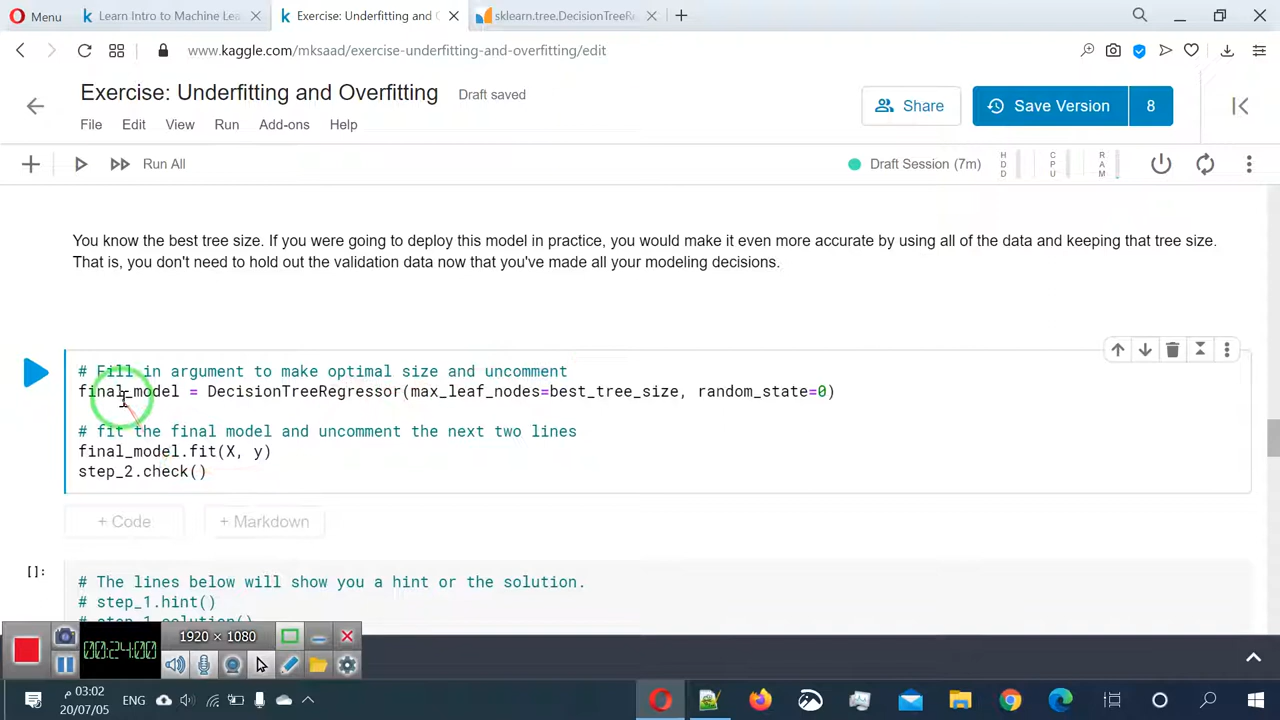 Menu
Learn Intro to Machine Lea
Exercise: Underfitting and O
sklearn.tree.DecisionTreeRe
www.kaggle.com/mksaad/exercise-underfitting-and-overfitting/edit
Exercise: Underfitting and Overfitting
Draft saved
Share
Save Version
8
File
Edit
View
Run
Add-ons
Help
Run All
Draft Session (7m)
HDD
CPU
RAM
You know the best tree size. If you were going to deploy this model in practice, you would make it even more accurate by using all of the data and keeping that tree size.
That is, you don't need to hold out the validation data now that you've made all your modeling decisions.
# Fill in argument to make optimal size and uncomment
final_model = DecisionTreeRegressor(max_leaf_nodes=best_tree_size, random_state=0)
# fit the final model and uncomment the next two lines
final_model.fit(X, y)
step_2.check()
+ Code
+ Markdown
[]:
# The lines below will show you a hint or the solution.
# step_1.hint()
# step_1.solution()
1920 × 1080
00:24:00
03:02 م
ENG
20/07/05